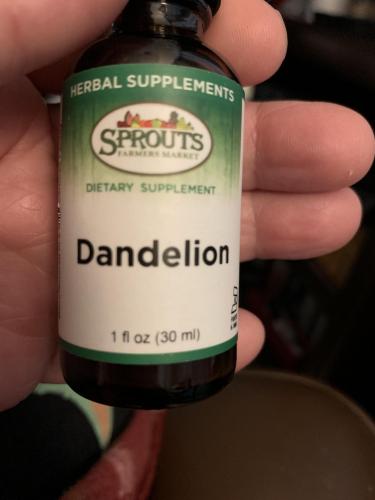 HERBAL SUPPLEMENTS
SPROUTS
FARMERS MARKET
DIETARY SUPPLEMENT
Dandelion
1 fl oz (30 ml)